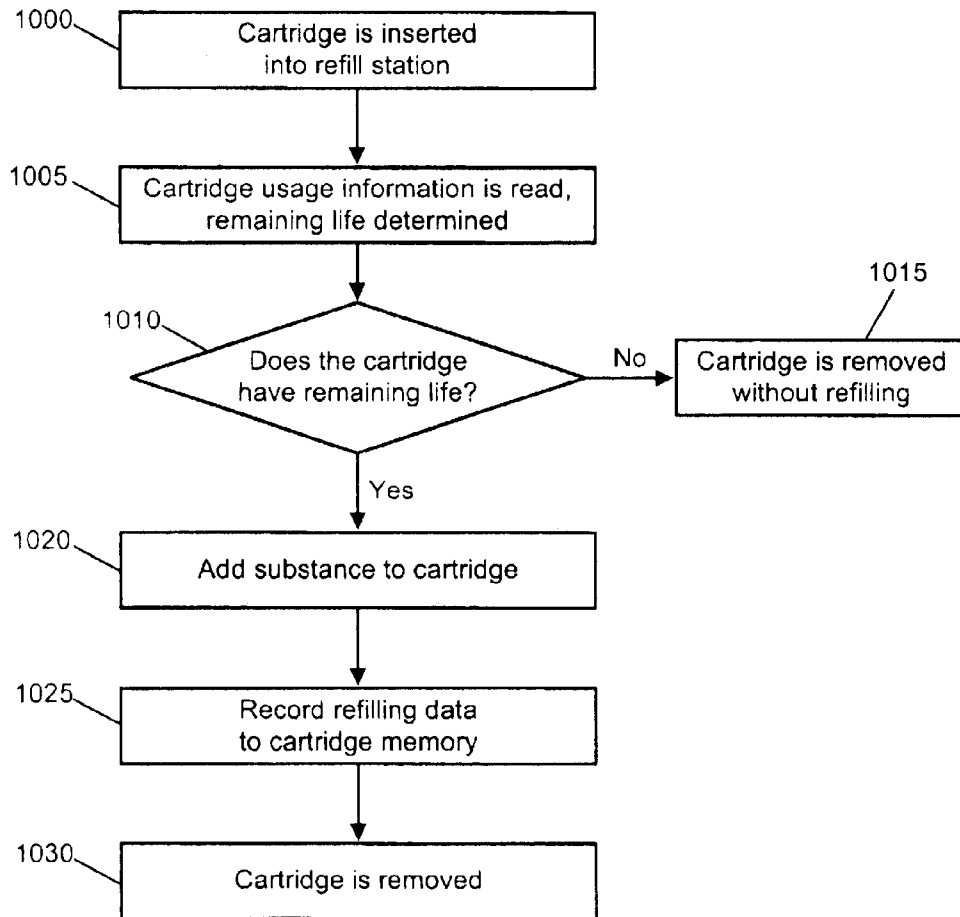 1000
Cartridge is inserted
into refill station
1005
Cartridge usage information is read,
remaining life determined
1010
Does the cartridge
have remaining life?
No
1015
Cartridge is removed
without refilling
Yes
1020
Add substance to cartridge
1025
Record refilling data
to cartridge memory
1030
Cartridge is removed